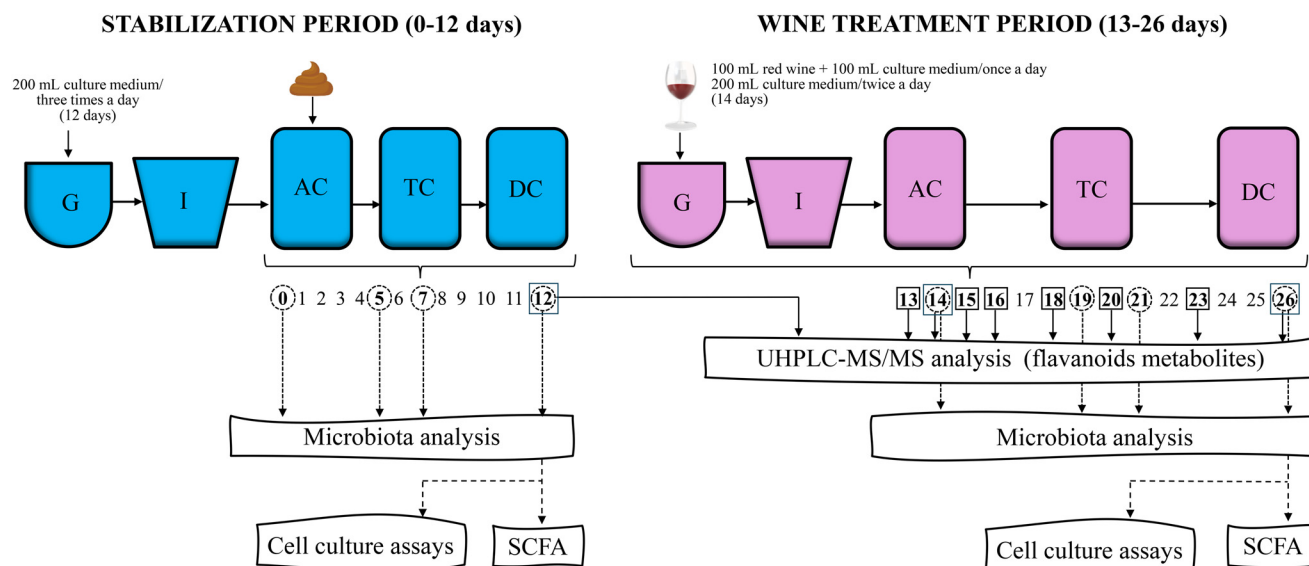 STABILIZATION PERIOD (0-12 days)
WINE TREATMENT PERIOD (13-26 days)
200 mL culture medium/
three times a day
(12 days)
100 mL red wine + 100 mL culture medium/once a day
200 mL culture medium/twice a day
(14 days)
G I AC TC DC
G I AC TC DC
0 1 2 3 4 5 6 7 8 9 10 11 12
13 14 15 16 17 18 19 20 21 22 23 24 25 26
UHPLC-MS/MS analysis (flavanoids metabolites)
Microbiota analysis
Microbiota analysis
Cell culture assays
SCFA
Cell culture assays
SCFA